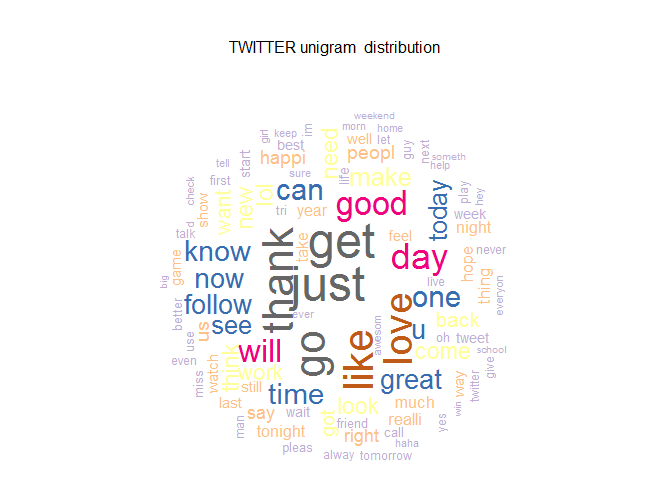 TWITTER unigram distribution
weekend
girl
keep
im
morn
home
best
well
let
need
guy
next
someth
help
tell
start
happi
sure
life
peopl
first
lol
can
make
play
hey
check
want
new
tri
year
good
today
week
show
talk
d
night
know
thank
get
take
feel
day
never
game
now
just
hope
thing
everyon
big
follow
live
one
better
us
see
ever
love
u
back
use
go
like
awesom
oh
tweet
even
will
come
school
think
work
great
way
give
miss
watch
still
time
twitter
last
say
wait
got
look
much
win
man
tonight
friend
right
realli
call
yes
pleas
haha
alway
tomorrow